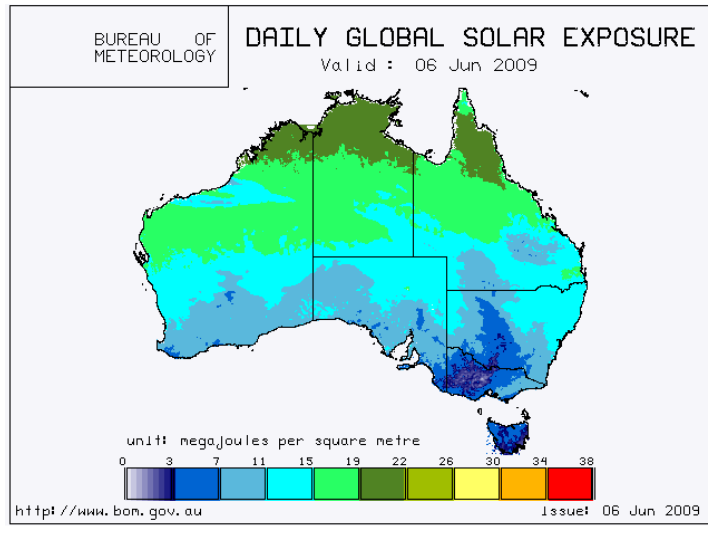 BUREAU OF
METEOROLOGY
DAILY GLOBAL SOLAR EXPOSURE
Valid : 06 Jun 2009
unit: megajoules per square metre
0 3 7 11 15 19 22 26 30 34 38
http://www.bom.gov.au
Issue: 06 Jun 2009